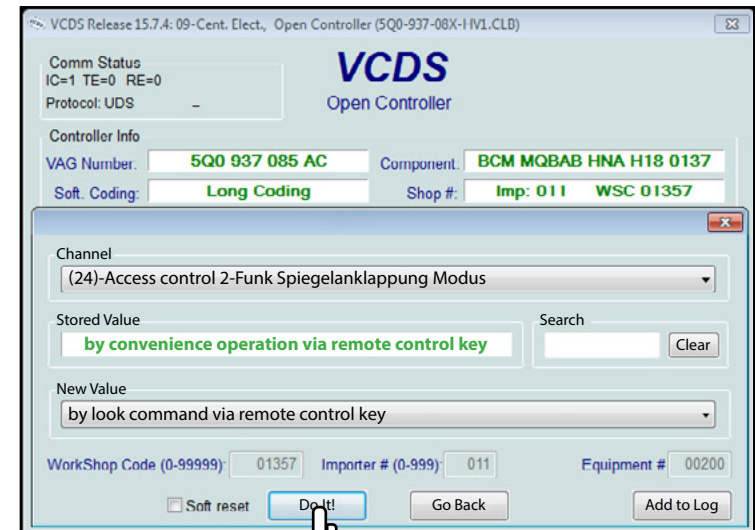 VCDS Release 15.7.4: 09-Cent. Elect., Open Controller (5Q0-937-08X-HV1.CLB)
Comm Status
IC=1 TE=0 RE=0
Protocol: UDS –
VCDS
Open Controller
Controller Info
VAG Number: 5Q0 937 085 AC Component: BCM MQBAB HNA H18 0137
Soft. Coding: Long Coding Shop #: Imp: 011 WSC 01357
Channel
(24)-Access control 2-Funk Spiegelanklappung Modus
Stored Value Search
by convenience operation via remote control key Clear
New Value
by look command via remote control key
WorkShop Code (0-99999): 01357 Importer # (0-999): 011 Equipment # 00200
Soft reset Do It! Go Back Add to Log